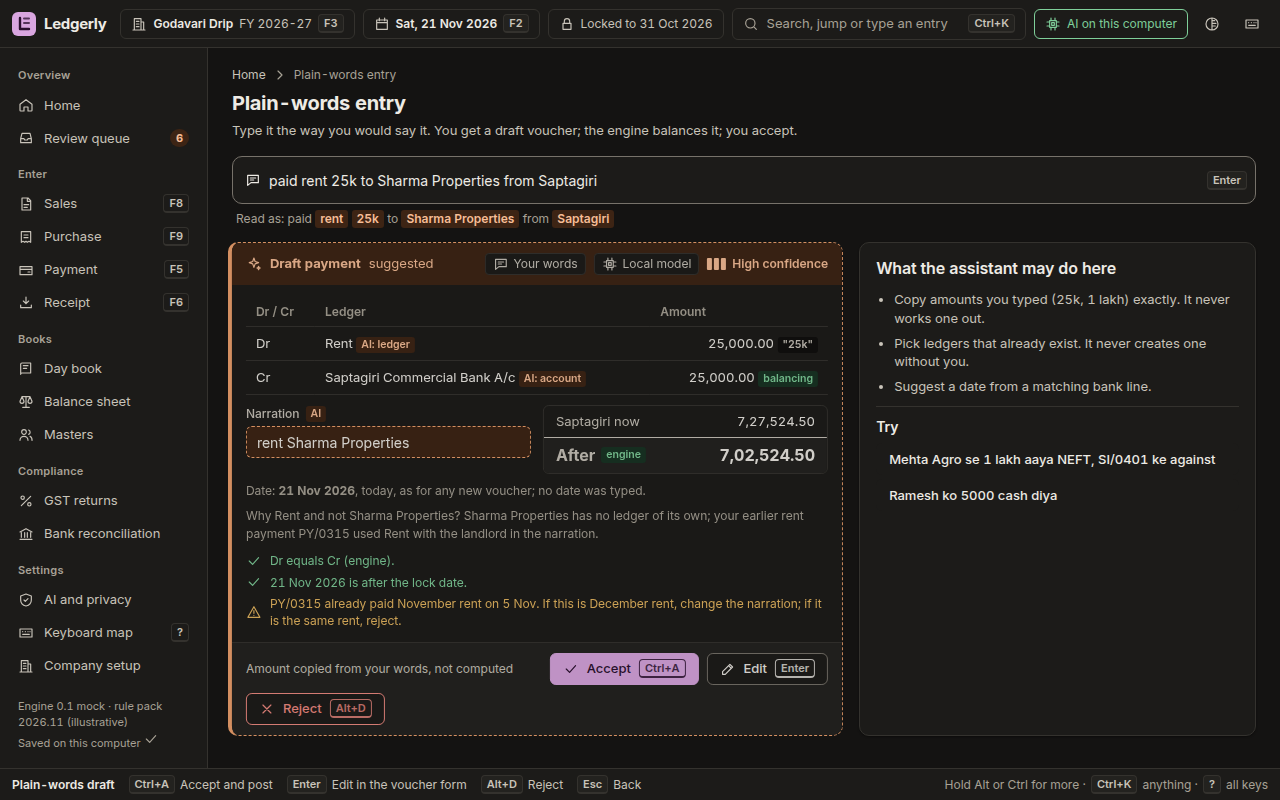 Ledgerly
Godavari Drip FY 2026-27 F3
Sat, 21 Nov 2026 F2
Locked to 31 Oct 2026
Search, jump or type an entry Ctrl+K
AI on this computer
Overview
Home
Review queue 6
Enter
Sales F8
Purchase F9
Payment F5
Receipt F6
Books
Day book
Balance sheet
Masters
Compliance
GST returns
Bank reconciliation
Settings
AI and privacy
Keyboard map ?
Company setup
Engine 0.1 mock · rule pack
2026.11 (illustrative)
Saved on this computer
Home > Plain-words entry
Plain-words entry
Type it the way you would say it. You get a draft voucher; the engine balances it; you accept.
paid rent 25k to Sharma Properties from Saptagiri Enter
Read as: paid rent 25k to Sharma Properties from Saptagiri
Draft payment suggested Your words Local model High confidence
Dr / Cr Ledger Amount
Dr Rent AI: ledger 25,000.00 "25k"
Cr Saptagiri Commercial Bank A/c AI: account 25,000.00 balancing
Narration AI
rent Sharma Properties
Saptagiri now 7,27,524.50
After engine 7,02,524.50
Date: 21 Nov 2026, today, as for any new voucher; no date was typed.
Why Rent and not Sharma Properties? Sharma Properties has no ledger of its own; your earlier rent
payment PY/0315 used Rent with the landlord in the narration.
Dr equals Cr (engine).
21 Nov 2026 is after the lock date.
PY/0315 already paid November rent on 5 Nov. If this is December rent, change the narration; if it
is the same rent, reject.
Amount copied from your words, not computed
Accept Ctrl+A
Edit Enter
Reject Alt+D
What the assistant may do here
• Copy amounts you typed (25k, 1 lakh) exactly. It never
works one out.
• Pick ledgers that already exist. It never creates one
without you.
• Suggest a date from a matching bank line.
Try
Mehta Agro se 1 lakh aaya NEFT, SI/0401 ke against
Ramesh ko 5000 cash diya
Plain-words draft Ctrl+A Accept and post Enter Edit in the voucher form Alt+D Reject Esc Back
Hold Alt or Ctrl for more · Ctrl+K anything · ? all keys